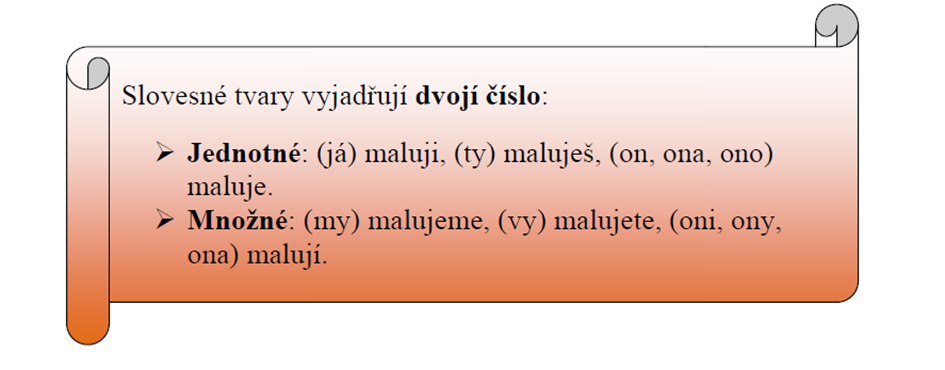 Slovesné tvary vyjadřují dvojí číslo:
➢ Jednotné: (já) maluji, (ty) maluješ, (on, ona, ono)
maluje.
➢ Množné: (my) malujeme, (vy) malujete, (oni, ony,
ona) malují.